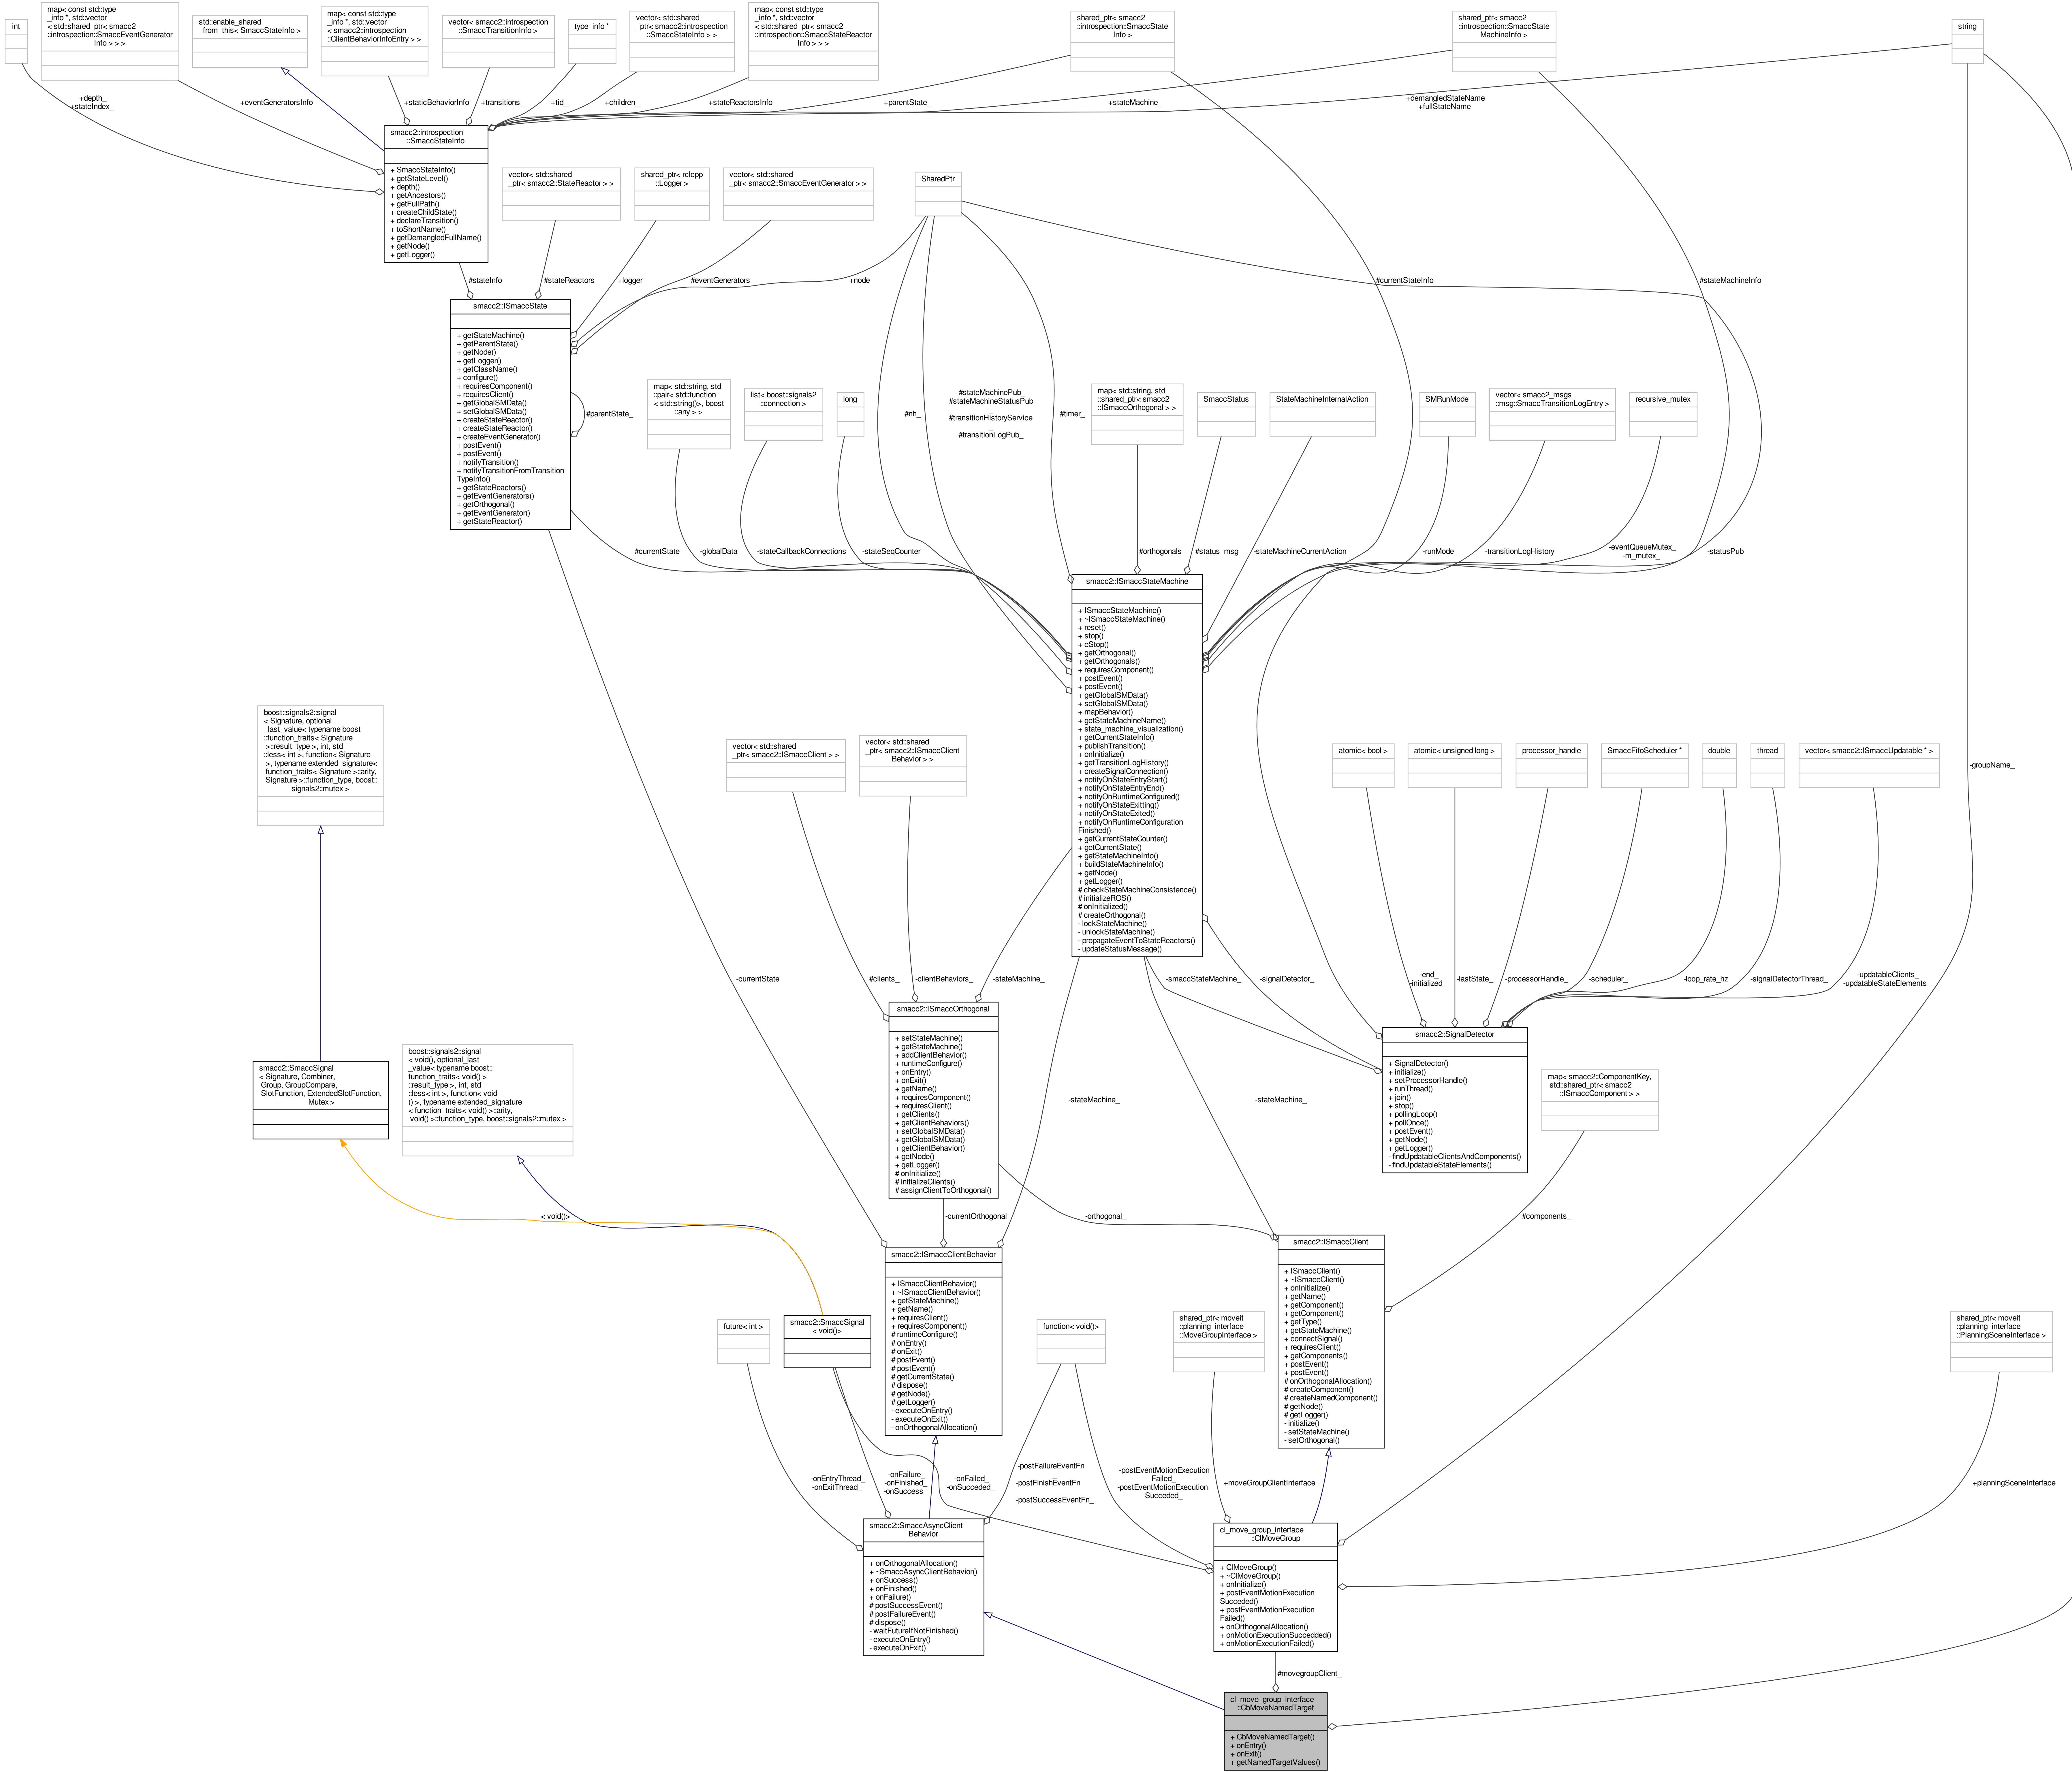 int
map< const std::type
_info *, std::vector
< std::shared_ptr< smacc2
::introspection::SmaccEventGenerator
Info > > >
std::enable_shared
_from_this< SmaccStateInfo >
map< const std::type
_info *, std::vector
< smacc2::introspection
::ClientBehaviorInfoEntry > >
vector< smacc2::introspection
::SmaccTransitionInfo >
type_info *
vector< std::shared
_ptr< smacc2::introspection
::SmaccStateInfo > >
map< const std::type
_info *, std::vector
< std::shared_ptr< smacc2
::introspection::SmaccStateReactor
Info > > >
shared_ptr< smacc2
::introspection::SmaccState
Info >
shared_ptr< smacc2
::introspection::SmaccState
MachineInfo >
string
+depth_
+stateIndex_
+eventGeneratorsInfo
+staticBehaviorInfo
+transitions_
+tid_
+children_
+stateReactorsInfo
+parentState_
+stateMachine_
+demangledStateName
+fullStateName
smacc2::introspection
::SmaccStateInfo
+ SmaccStateInfo()
+ getStateLevel()
+ depth()
+ getAncestors()
+ getFullPath()
+ createChildState()
+ declareTransition()
+ toShortName()
+ getDemangledFullName()
+ getNode()
+ getLogger()
vector< std::shared
_ptr< smacc2::StateReactor > >
shared_ptr< rclcpp
::Logger >
vector< std::shared
_ptr< smacc2::SmaccEventGenerator > >
SharedPtr
#stateInfo_
#stateReactors_
+logger_
#eventGenerators_
+node_
#currentStateInfo_
#stateMachineInfo_
smacc2::ISmaccState
+ getStateMachine()
+ getParentState()
+ getNode()
+ getLogger()
+ getClassName()
+ configure()
+ requiresComponent()
+ requiresClient()
+ getGlobalSMData()
+ setGlobalSMData()
+ createStateReactor()
+ createStateReactor()
+ createEventGenerator()
+ postEvent()
+ postEvent()
+ notifyTransition()
+ notifyTransitionFromTransition
TypeInfo()
+ getStateReactors()
+ getEventGenerators()
+ getOrthogonal()
+ getEventGenerator()
+ getStateReactor()
#parentState_
map< std::string, std
::pair< std::function
< std::string()>, boost
::any > >
list< boost::signals2
::connection >
long
#nh_
#stateMachinePub_
#stateMachineStatusPub
_
#transitionHistoryService
_
#transitionLogPub_
#timer_
map< std::string, std
::shared_ptr< smacc2
::ISmaccOrthogonal > >
SmaccStatus
StateMachineInternalAction
SMRunMode
vector< smacc2_msgs
::msg::SmaccTransitionLogEntry >
recursive_mutex
#currentState_
-globalData_
-stateCallbackConnections
-stateSeqCounter_
#orthogonals_
#status_msg_
-stateMachineCurrentAction
-runMode_
-transitionLogHistory_
-eventQueueMutex_
-m_mutex_
-statusPub_
smacc2::ISmaccStateMachine
+ ISmaccStateMachine()
+ ~ISmaccStateMachine()
+ reset()
+ stop()
+ eStop()
+ getOrthogonal()
+ getOrthogonals()
+ requiresComponent()
+ postEvent()
+ postEvent()
+ getGlobalSMData()
+ setGlobalSMData()
+ mapBehavior()
+ getStateMachineName()
+ state_machine_visualization()
+ getCurrentStateInfo()
+ publishTransition()
+ onInitialize()
+ getTransitionLogHistory()
+ createSignalConnection()
+ notifyOnStateEntryStart()
+ notifyOnStateEntryEnd()
+ notifyOnRuntimeConfigured()
+ notifyOnStateExitting()
+ notifyOnStateExited()
+ notifyOnRuntimeConfiguration
Finished()
+ getCurrentStateCounter()
+ getCurrentState()
+ getStateMachineInfo()
+ buildStateMachineInfo()
+ getNode()
+ getLogger()
# checkStateMachineConsistence()
# initializeROS()
# onInitialized()
# createOrthogonal()
- lockStateMachine()
- unlockStateMachine()
- propagateEventToStateReactors()
- updateStatusMessage()
boost::signals2::signal
< Signature, optional
_last_value< typename boost
::function_traits< Signature
>::result_type >, int, std
::less< int >, function< Signature
>, typename extended_signature<
function_traits< Signature >::arity,
Signature >::function_type, boost::
signals2::mutex >
vector< std::shared
_ptr< smacc2::ISmaccClient > >
vector< std::shared
_ptr< smacc2::ISmaccClient
Behavior > >
atomic< bool >
atomic< unsigned long >
processor_handle
SmaccFifoScheduler *
double
thread
vector< smacc2::ISmaccUpdatable * >
-groupName_
-currentState
#clients_
-clientBehaviors_
-stateMachine_
-smaccStateMachine_
-signalDetector_
-end_
-initialized_
-lastState_
-processorHandle_
-scheduler_
-loop_rate_hz
-signalDetectorThread_
-updatableClients_
-updatableStateElements_
smacc2::ISmaccOrthogonal
+ setStateMachine()
+ getStateMachine()
+ addClientBehavior()
+ runtimeConfigure()
+ onEntry()
+ onExit()
+ getName()
+ requiresComponent()
+ requiresClient()
+ getClients()
+ getClientBehaviors()
+ setGlobalSMData()
+ getGlobalSMData()
+ getClientBehavior()
+ getNode()
+ getLogger()
# onInitialize()
# initializeClients()
# assignClientToOrthogonal()
smacc2::SignalDetector
+ SignalDetector()
+ initialize()
+ setProcessorHandle()
+ runThread()
+ join()
+ stop()
+ pollingLoop()
+ pollOnce()
+ postEvent()
+ getNode()
+ getLogger()
- findUpdatableClientsAndComponents()
- findUpdatableStateElements()
smacc2::SmaccSignal
< Signature, Combiner,
Group, GroupCompare,
SlotFunction, ExtendedSlotFunction,
Mutex >
boost::signals2::signal
< void(), optional_last
_value< typename boost::
function_traits< void() >
::result_type >, int, std
::less< int >, function< void
() >, typename extended_signature
< function_traits< void() >::arity,
void() >::function_type, boost::signals2::mutex >
map< smacc2::ComponentKey,
std::shared_ptr< smacc2
::ISmaccComponent > >
-stateMachine_
-stateMachine_
< void()>
-currentOrthogonal
-orthogonal_
#components_
smacc2::ISmaccClientBehavior
+ ISmaccClientBehavior()
+ ~ISmaccClientBehavior()
+ getStateMachine()
+ getName()
+ requiresClient()
+ requiresComponent()
# runtimeConfigure()
# onEntry()
# onExit()
# postEvent()
# postEvent()
# getCurrentState()
# dispose()
# getNode()
# getLogger()
- executeOnEntry()
- executeOnExit()
- onOrthogonalAllocation()
smacc2::ISmaccClient
+ ISmaccClient()
+ ~ISmaccClient()
+ onInitialize()
+ getName()
+ getComponent()
+ getComponent()
+ getType()
+ getStateMachine()
+ connectSignal()
+ requiresClient()
+ getComponents()
+ postEvent()
+ postEvent()
# onOrthogonalAllocation()
# createComponent()
# createNamedComponent()
# getNode()
# getLogger()
- initialize()
- setStateMachine()
- setOrthogonal()
future< int >
smacc2::SmaccSignal
< void()>
function< void()>
shared_ptr< moveit
::planning_interface
::MoveGroupInterface >
shared_ptr< moveit
::planning_interface
::PlanningSceneInterface >
-onEntryThread_
-onExitThread_
-onFailure_
-onFinished_
-onSuccess_
-onFailed_
-onSucceded_
-postFailureEventFn
_
-postFinishEventFn
_
-postSuccessEventFn_
-postEventMotionExecution
Failed_
-postEventMotionExecution
Succeded_
+moveGroupClientInterface
+planningSceneInterface
smacc2::SmaccAsyncClient
Behavior
+ onOrthogonalAllocation()
+ ~SmaccAsyncClientBehavior()
+ onSuccess()
+ onFinished()
+ onFailure()
# postSuccessEvent()
# postFailureEvent()
# dispose()
- waitFutureIfNotFinished()
- executeOnEntry()
- executeOnExit()
cl_move_group_interface
::ClMoveGroup
+ ClMoveGroup()
+ ~ClMoveGroup()
+ onInitialize()
+ postEventMotionExecution
Succeded()
+ postEventMotionExecution
Failed()
+ onOrthogonalAllocation()
+ onMotionExecutionSuccedded()
+ onMotionExecutionFailed()
#movegroupClient_
cl_move_group_interface
::CbMoveNamedTarget
+ CbMoveNamedTarget()
+ onEntry()
+ onExit()
+ getNamedTargetValues()